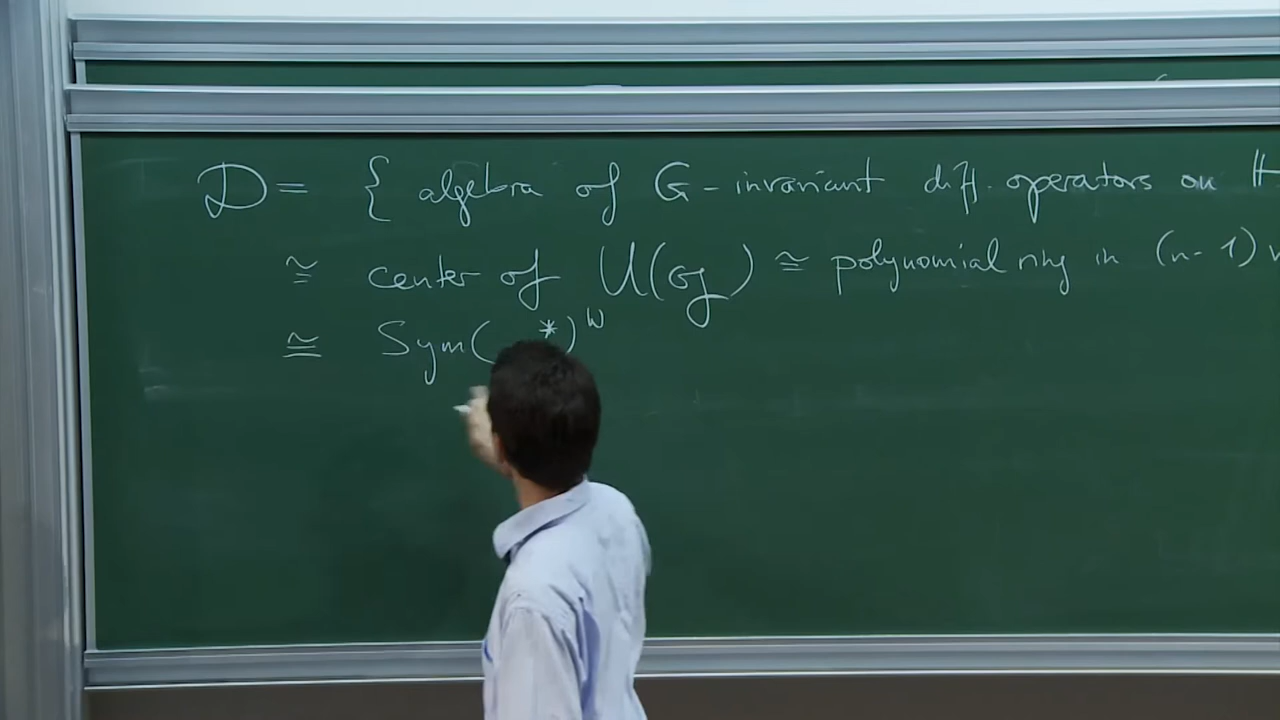 D = { algebra of G-invariant diff. operators on H
≅ center of U(g) ≅ polynomial ring in (n-1)
≅ Sym( *)^W